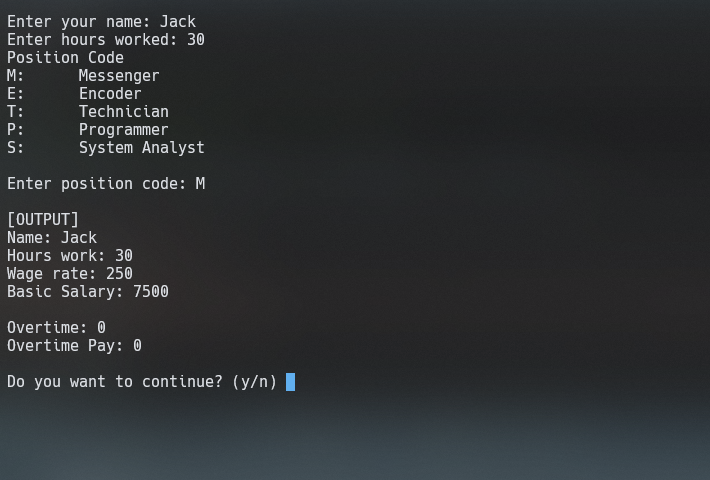 Enter your name: Jack
Enter hours worked: 30
Position Code
M:      Messenger
E:      Encoder
T:      Technician
P:      Programmer
S:      System Analyst
Enter position code: M
[OUTPUT]
Name: Jack
Hours work: 30
Wage rate: 250
Basic Salary: 7500
Overtime: 0
Overtime Pay: 0
Do you want to continue? (y/n)